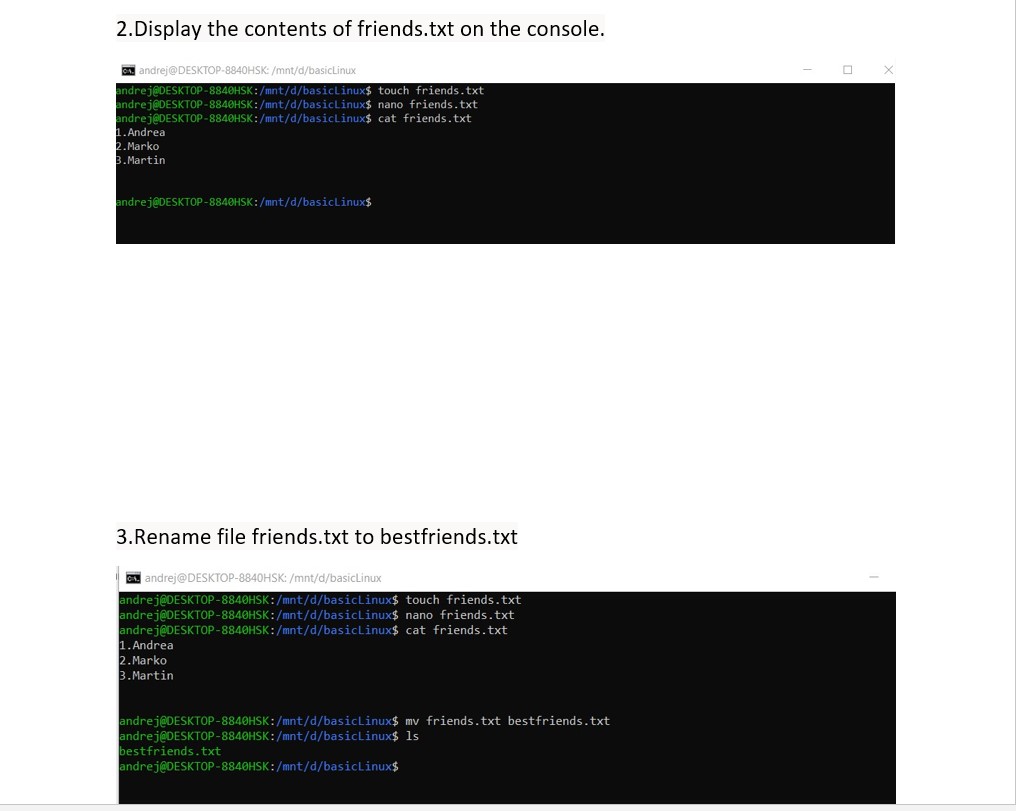 2.Display the contents of friends.txt on the console.
andrej@DESKTOP-8840HSK: /mnt/d/basicLinux
andrej@DESKTOP-8840HSK:/mnt/d/basicLinux$ touch friends.txt
andrej@DESKTOP-8840HSK:/mnt/d/basicLinux$ nano friends.txt
andrej@DESKTOP-8840HSK:/mnt/d/basicLinux$ cat friends.txt
1.Andrea
2.Marko
3.Martin
andrej@DESKTOP-8840HSK:/mnt/d/basicLinux$
3.Rename file friends.txt to bestfriends.txt
andrej@DESKTOP-8840HSK: /mnt/d/basicLinux
andrej@DESKTOP-8840HSK:/mnt/d/basicLinux$ touch friends.txt
andrej@DESKTOP-8840HSK:/mnt/d/basicLinux$ nano friends.txt
andrej@DESKTOP-8840HSK:/mnt/d/basicLinux$ cat friends.txt
1.Andrea
2.Marko
3.Martin
andrej@DESKTOP-8840HSK:/mnt/d/basicLinux$ mv friends.txt bestfriends.txt
andrej@DESKTOP-8840HSK:/mnt/d/basicLinux$ ls
bestfriends.txt
andrej@DESKTOP-8840HSK:/mnt/d/basicLinux$